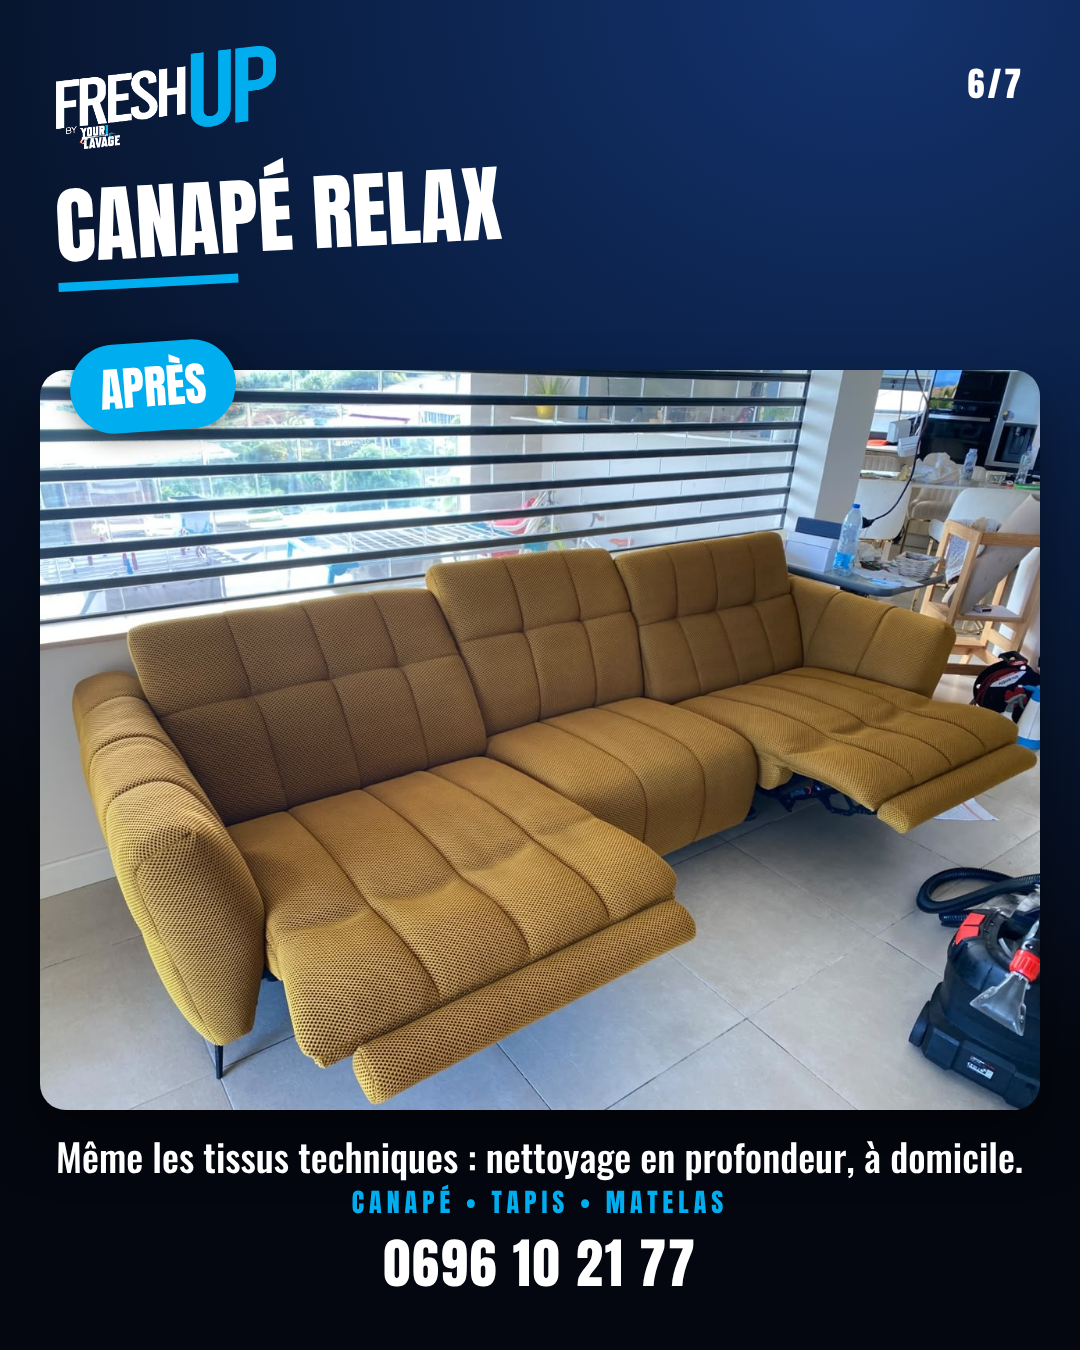 FRESHUP
BY YOUR LAVAGE
6/7
CANAPÉ RELAX
APRÈS
Même les tissus techniques : nettoyage en profondeur, à domicile.
CANAPÉ • TAPIS • MATELAS
0696 10 21 77